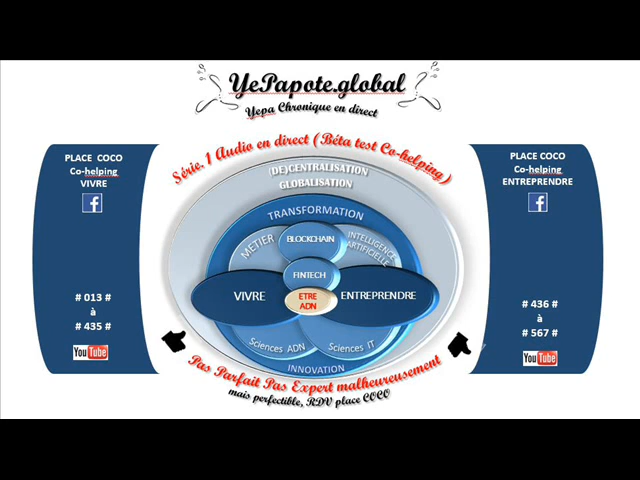 YePapote.global
Yepa Chronique en direct
Série, 1 Audio en direct (Béta test Co-helping)
PLACE COCO
Co-helping
VIVRE
# 013 #
à
# 435 #
YouTube
(DE)CENTRALISATION
GLOBALISATION
TRANSFORMATION
METIER
BLOCKCHAIN
INTELLIGENCE
ARTIFICIELLE
FINTECH
VIVRE
ETRE
ADN
ENTREPRENDRE
Sciences ADN
Sciences IT
INNOVATION
PLACE COCO
Co-helping
ENTREPRENDRE
# 436 #
à
# 567 #
YouTube
Pas Parfait Pas Expert malheureusement
mais perfectible, RDV place COCO